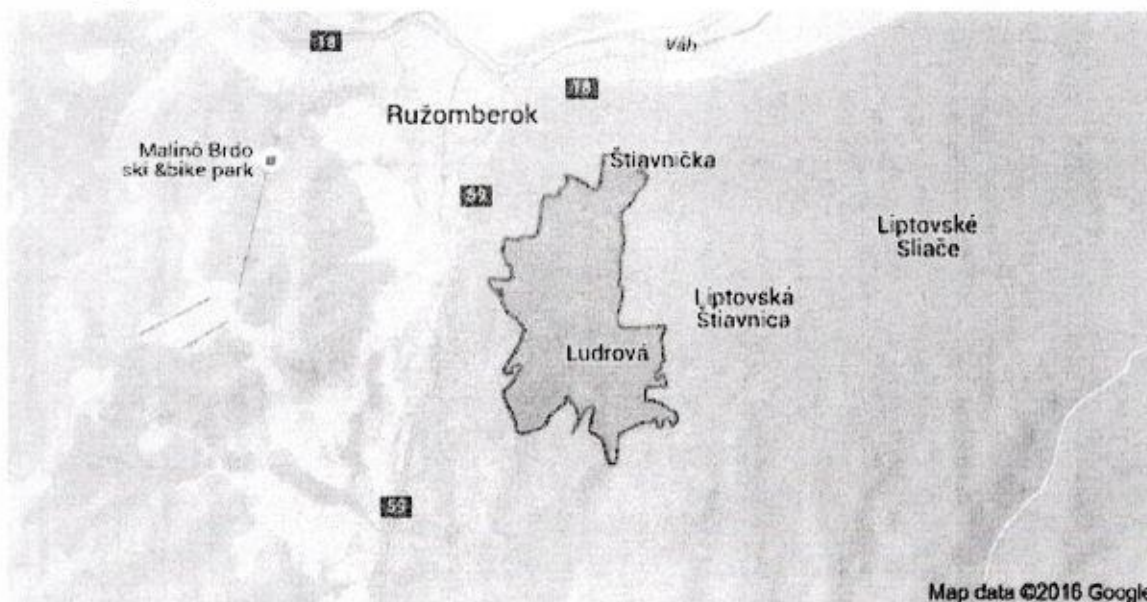 18
Váh
18
Ružomberok
Malinô Brdo
ski &bike park
Štiavnička
59
Liptovské
Sliače
Liptovská
Štiavnica
Ludrová
59
Map data ©2016 Google